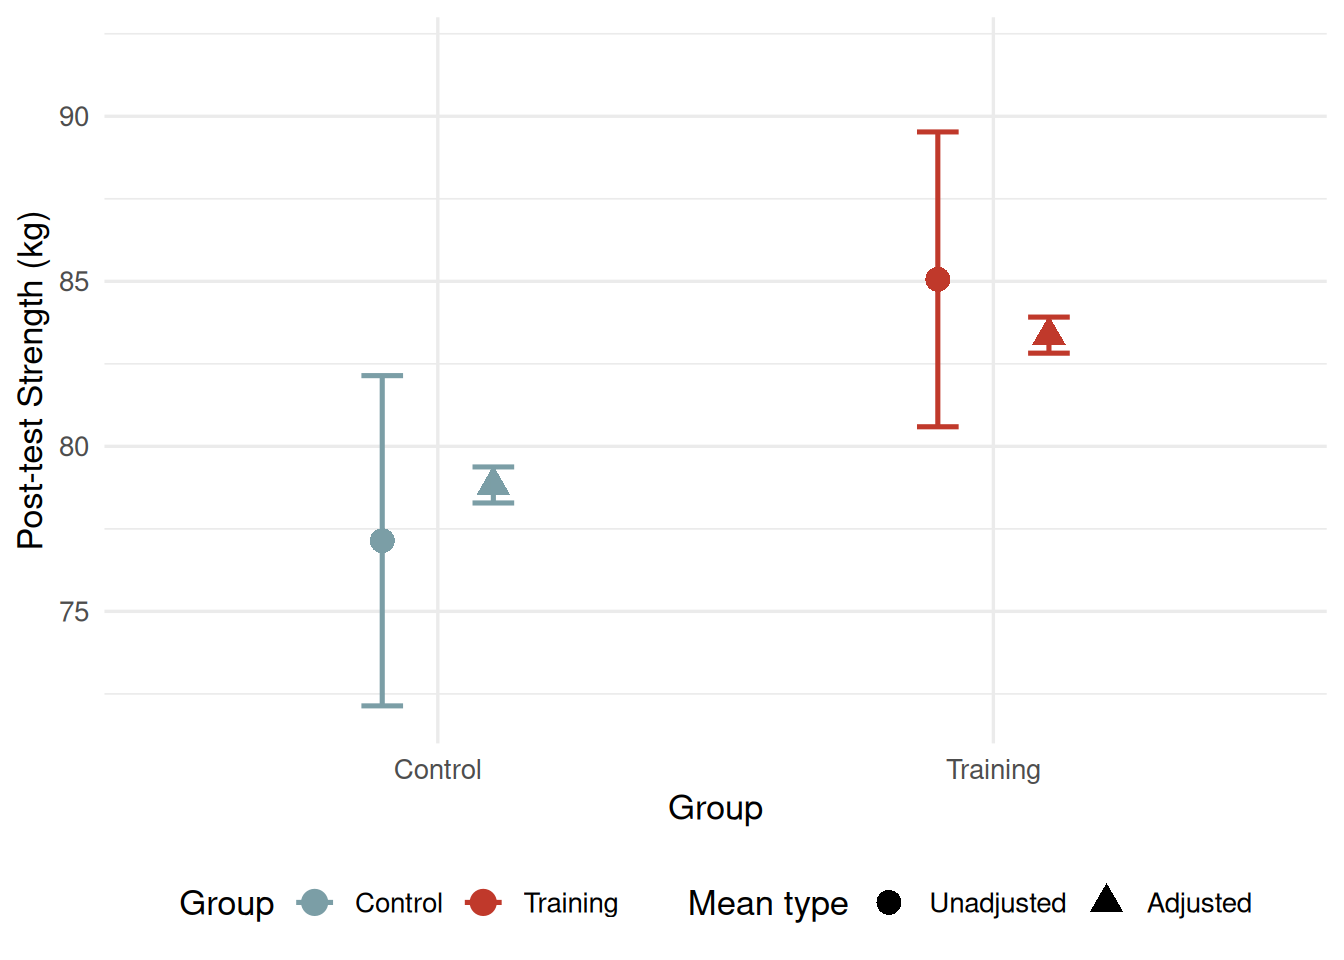 Post-test Strength (kg)
90
85
80
75
Control Training
Group
Group Control Training Mean type Unadjusted Adjusted